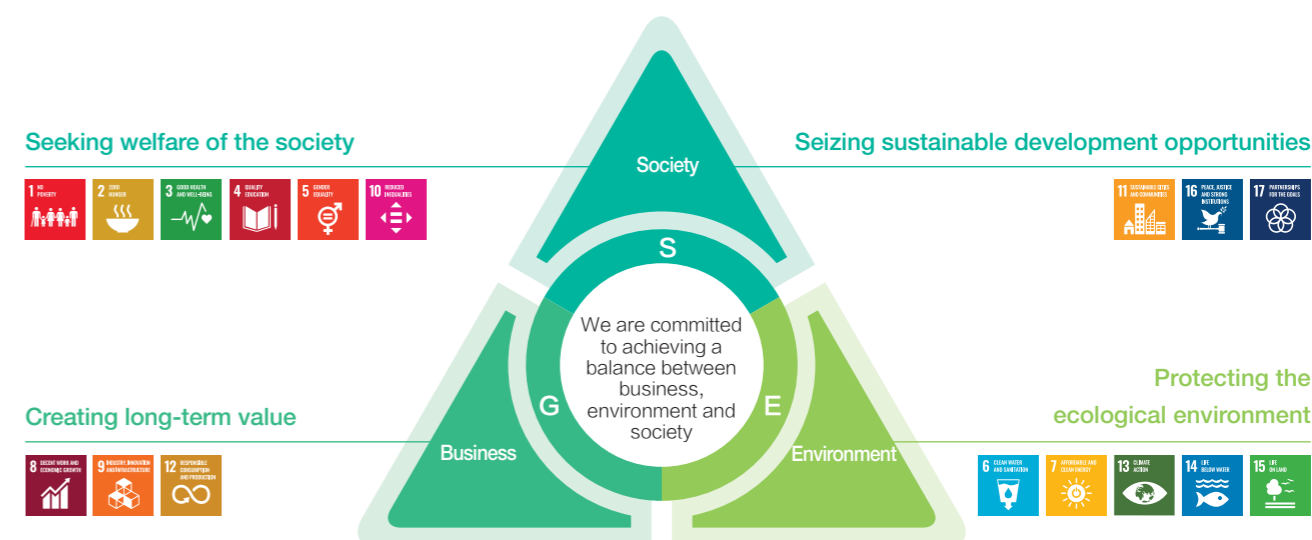 Seeking welfare of the society
1 NO
POVERTY
2 ZERO
HUNGER
3 GOOD HEALTH
AND WELL-BEING
4 QUALITY
EDUCATION
5 GENDER
EQUALITY
10 REDUCED
INEQUALITIES
Society
Seizing sustainable development opportunities
11 SUSTAINABLE CITIES
AND COMMUNITIES
16 PEACE, JUSTICE
AND STRONG
INSTITUTIONS
17 PARTNERSHIPS
FOR THE GOALS
S
G
E
We are committed
to achieving a
balance between
business,
environment and
society
Creating long-term value
8 DECENT WORK AND
ECONOMIC GROWTH
9 INDUSTRY, INNOVATION
AND INFRASTRUCTURE
12 RESPONSIBLE
CONSUMPTION
AND PRODUCTION
Business
Environment
Protecting the
ecological environment
6 CLEAN WATER
AND SANITATION
7 AFFORDABLE AND
CLEAN ENERGY
13 CLIMATE
ACTION
14 LIFE
BELOW WATER
15 LIFE
ON LAND